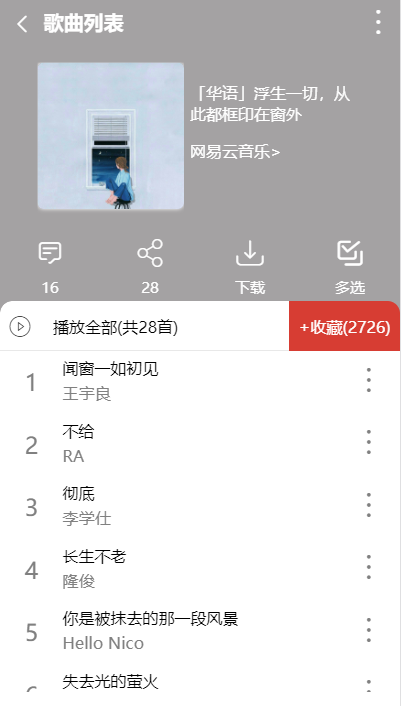 歌曲列表
「华语」浮生一切，从
此都框印在窗外
网易云音乐>
16
28
下载
多选
播放全部(共28首)
+收藏(2726)
1
闻窗一如初见
王宇良
2
不给
RA
3
彻底
李学仕
4
长生不老
隆俊
5
你是被抹去的那一段风景
Hello Nico
6
失去光的萤火